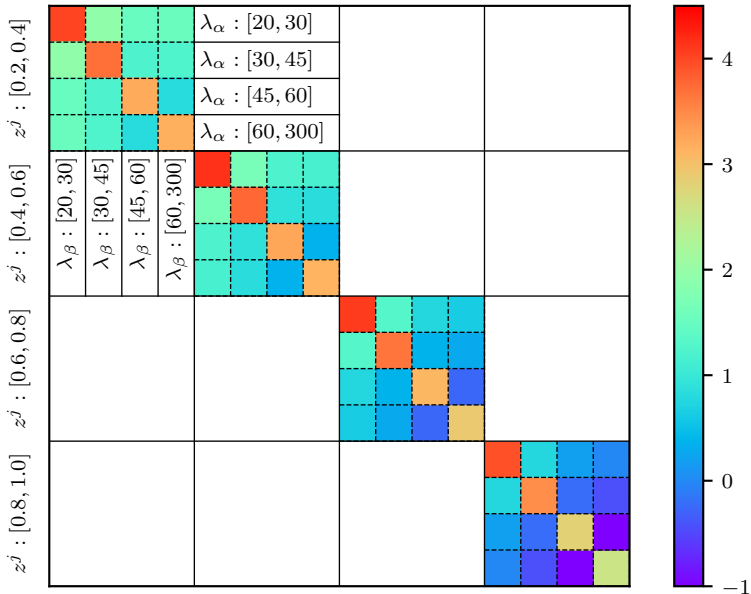 z^j : [0.2, 0.4]
λ_α : [20, 30]
λ_α : [30, 45]
λ_α : [45, 60]
λ_α : [60, 300]
z^j : [0.4, 0.6]
λ_β : [20, 30]
λ_β : [30, 45]
λ_β : [45, 60]
λ_β : [60, 300]
z^j : [0.6, 0.8]
z^j : [0.8, 1.0]
4
3
2
1
0
−1